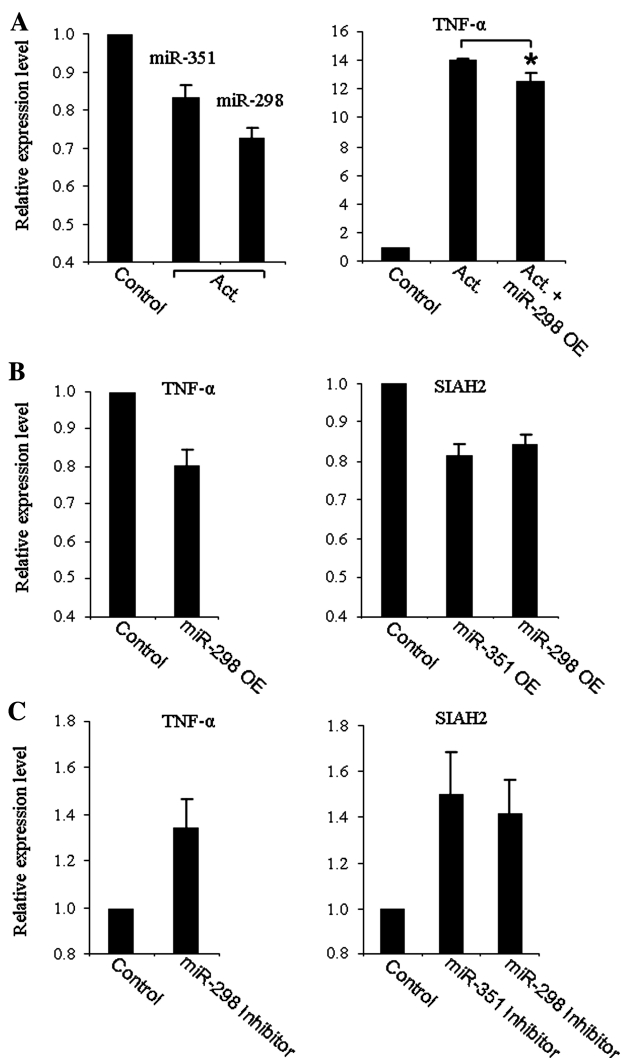 A
Relative expression level
1.0
0.9
0.8
0.7
0.6
0.5
0.4
miR-351
miR-298
Control
Act.
TNF-α
*
16
14
12
10
8
6
4
2
0
Control
Act.
Act. +
miR-298 OE
B
Relative expression level
1.0
0.9
0.8
0.7
0.6
0.5
0.4
TNF-α
Control
miR-298 OE
SIAH2
1.0
0.9
0.8
0.7
0.6
0.5
0.4
Control
miR-351 OE
miR-298 OE
C
Relative expression level
1.8
1.6
1.4
1.2
1.0
0.8
TNF-α
Control
miR-298 Inhibitor
SIAH2
1.8
1.6
1.4
1.2
1.0
0.8
Control
miR-351 Inhibitor
miR-298 Inhibitor